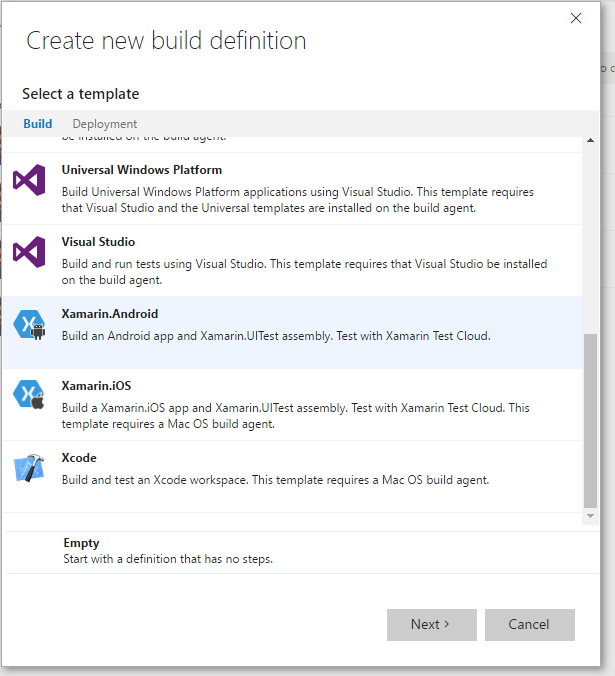 Create new build definition
Select a template
Build Deployment
be installed on the build agent.
Universal Windows Platform
Build Universal Windows Platform applications using Visual Studio. This template requires
that Visual Studio and the Universal templates are installed on the build agent.
Visual Studio
Build and run tests using Visual Studio. This template requires that Visual Studio be installed
on the build agent.
Xamarin.Android
Build an Android app and Xamarin.UITest assembly. Test with Xamarin Test Cloud.
Xamarin.iOS
Build a Xamarin.iOS app and Xamarin.UITest assembly. Test with Xamarin Test Cloud. This
template requires a Mac OS build agent.
Xcode
Build and test an Xcode workspace. This template requires a Mac OS build agent.
Empty
Start with a definition that has no steps.
Next > Cancel